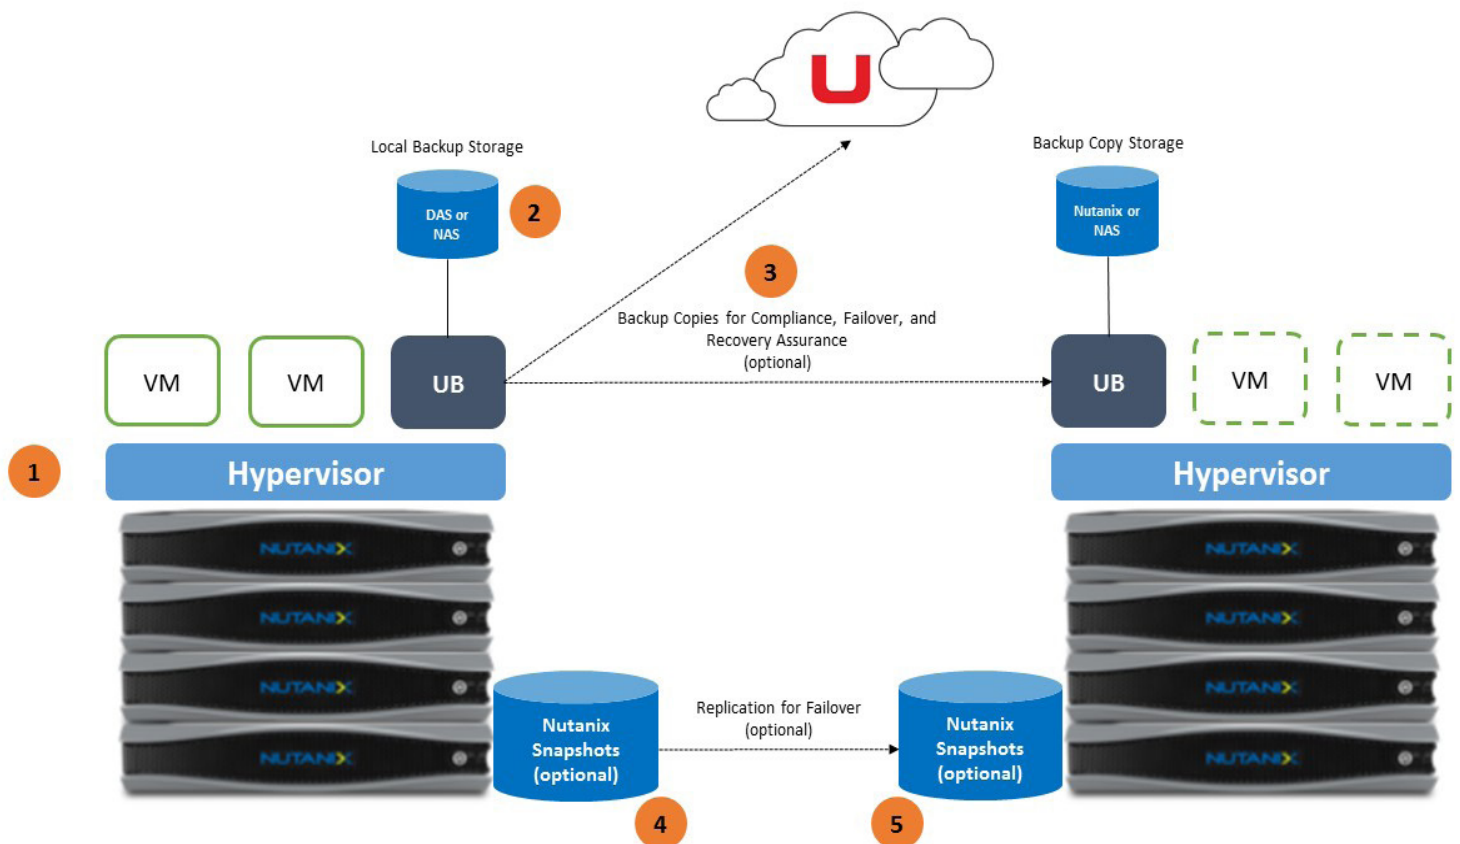 U
Local Backup Storage
Backup Copy Storage
DAS or
NAS
2
Nutanix or
NAS
3
Backup Copies for Compliance, Failover, and
Recovery Assurance
(optional)
VM
VM
UB
UB
VM
VM
1
Hypervisor
Hypervisor
NUTANIX
NUTANIX
NUTANIX
NUTANIX
NUTANIX
NUTANIX
NUTANIX
NUTANIX
Nutanix
Snapshots
(optional)
Replication for Failover
(optional)
Nutanix
Snapshots
(optional)
4
5